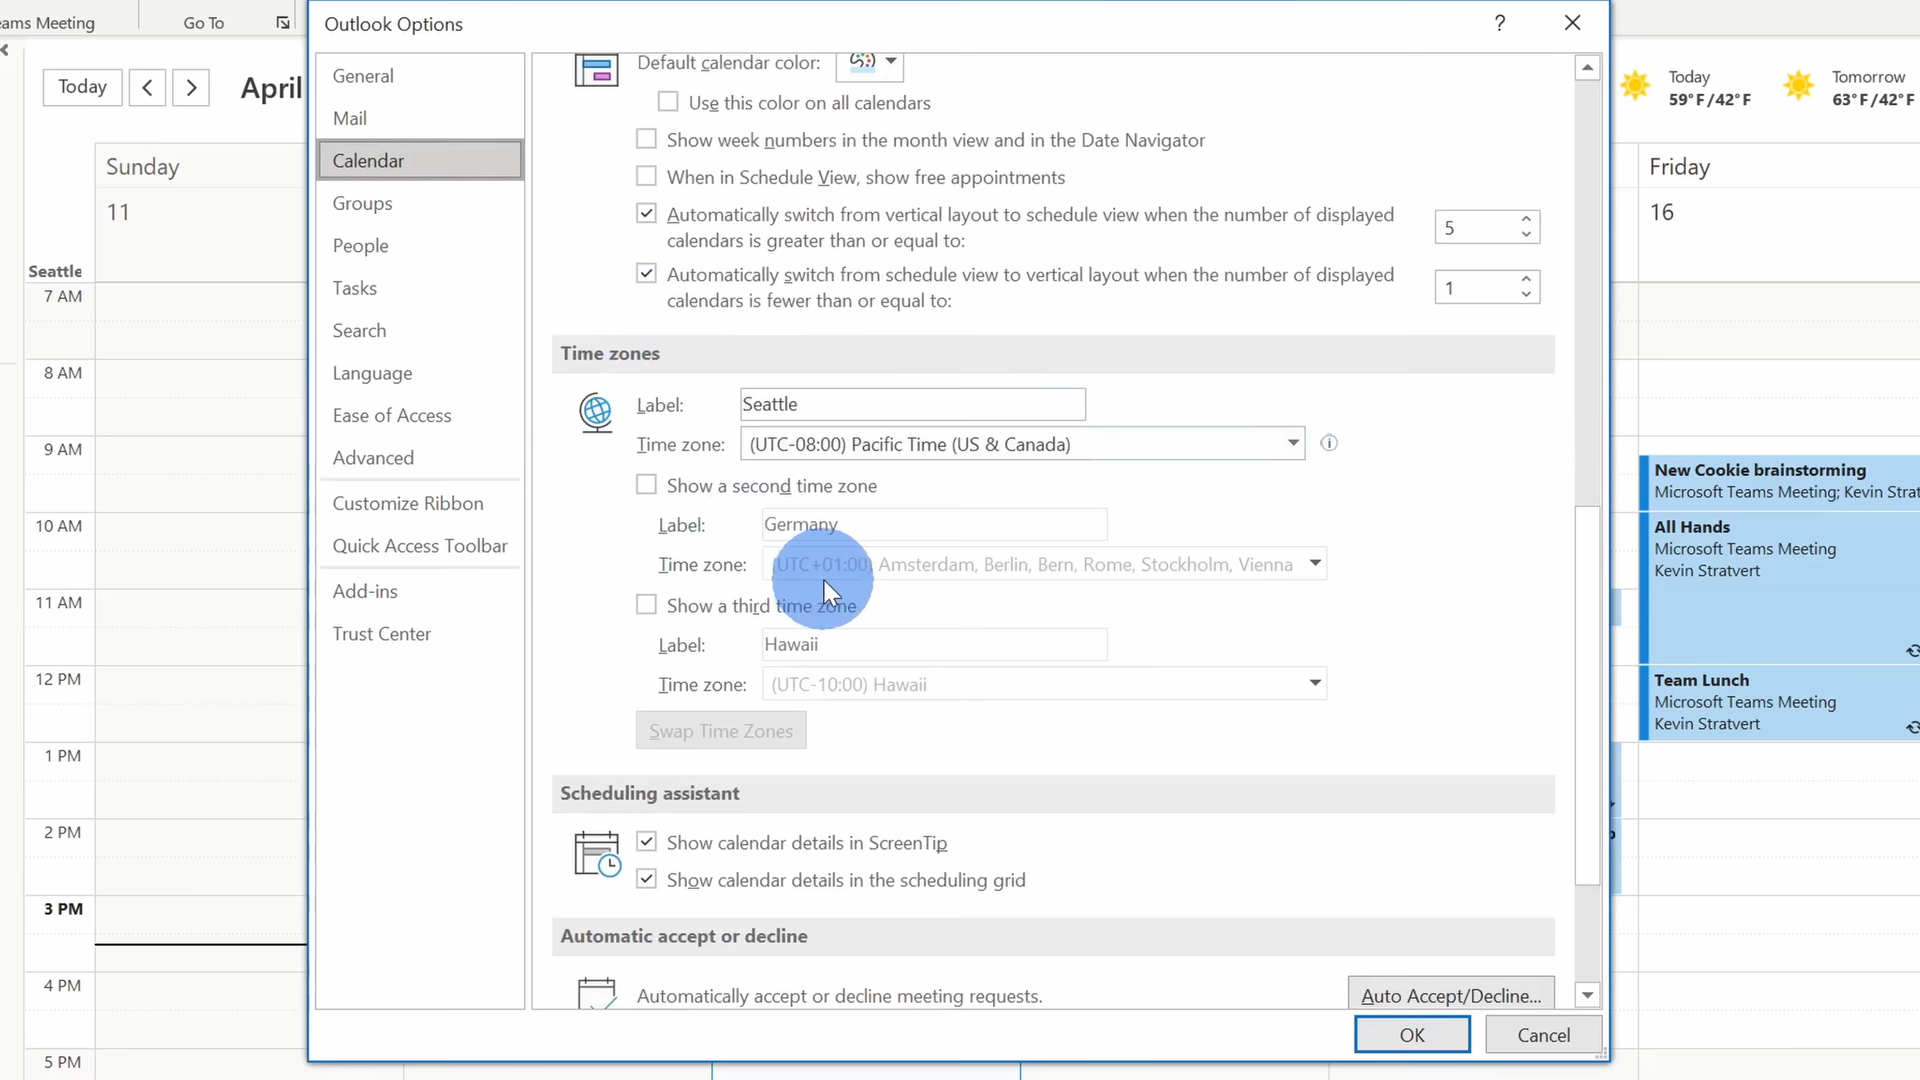 ams Meeting
Go To
Today
April
Sunday
11
Seattle
7 AM
8 AM
9 AM
10 AM
11 AM
12 PM
1 PM
2 PM
3 PM
4 PM
5 PM
Outlook Options
?
General
Mail
Calendar
Groups
People
Tasks
Search
Language
Ease of Access
Advanced
Customize Ribbon
Quick Access Toolbar
Add-ins
Trust Center
Default calendar color:
Use this color on all calendars
Show week numbers in the month view and in the Date Navigator
When in Schedule View, show free appointments
Automatically switch from vertical layout to schedule view when the number of displayed
calendars is greater than or equal to:
5
Automatically switch from schedule view to vertical layout when the number of displayed
calendars is fewer than or equal to:
1
Time zones
Label: Seattle
Time zone: (UTC-08:00) Pacific Time (US & Canada)
Show a second time zone
Label: Germany
Time zone: (UTC+01:00) Amsterdam, Berlin, Bern, Rome, Stockholm, Vienna
Show a third time zone
Label: Hawaii
Time zone: (UTC-10:00) Hawaii
Swap Time Zones
Scheduling assistant
Show calendar details in ScreenTip
Show calendar details in the scheduling grid
Automatic accept or decline
Automatically accept or decline meeting requests.
Auto Accept/Decline...
OK
Cancel
Today
59°F/42°F
Tomorrow
63°F/42°F
Friday
16
New Cookie brainstorming
Microsoft Teams Meeting; Kevin Strat
All Hands
Microsoft Teams Meeting
Kevin Stratvert
Team Lunch
Microsoft Teams Meeting
Kevin Stratvert